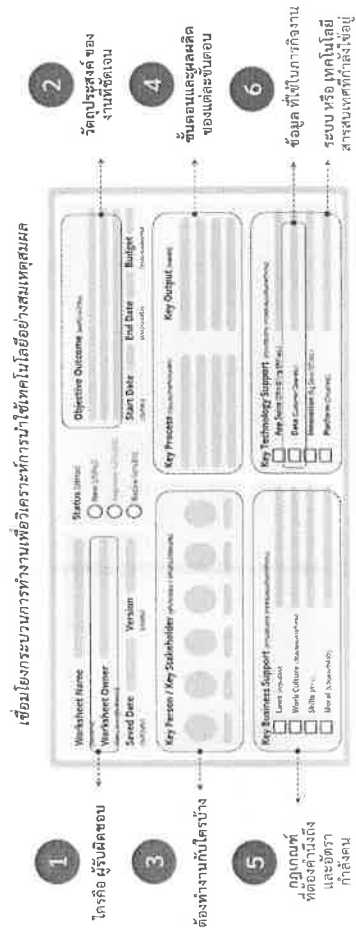 เชื่อมโยงกระบวนการทำงานเพื่อวิเคราะห์การนำใช้เทคโนโลยีอย่างสมเหตุสมผล
1
ใครคือ ผู้รับผิดชอบ
3
ต้องทำงานกับใครบ้าง
5
กฎเกณฑ์
ที่ต้องคำนึงถึง
และอัตรา
กำลังคน
Worksheet Name
Worksheet Owner
Saved Date
Version
Status
New
Improve
Revise
Objective Outcome
Start Date
End Date
Budget
Key Person / Key Stakeholder
Key Process
Key Output
Key Business Support
Laws
Work Culture
Skills
Moral
Key Technology Support
App
Data
Innovation
Platform
2
วัตถุประสงค์ ของ
งานที่ชัดเจน
4
ขั้นตอนและผลผลิต
ของแต่ละขั้นตอน
6
ข้อมูล ที่ใช้ในภารกิจงาน
ระบบ หรือ เทคโนโลยี
สารสนเทศที่กำลังใช้อยู่